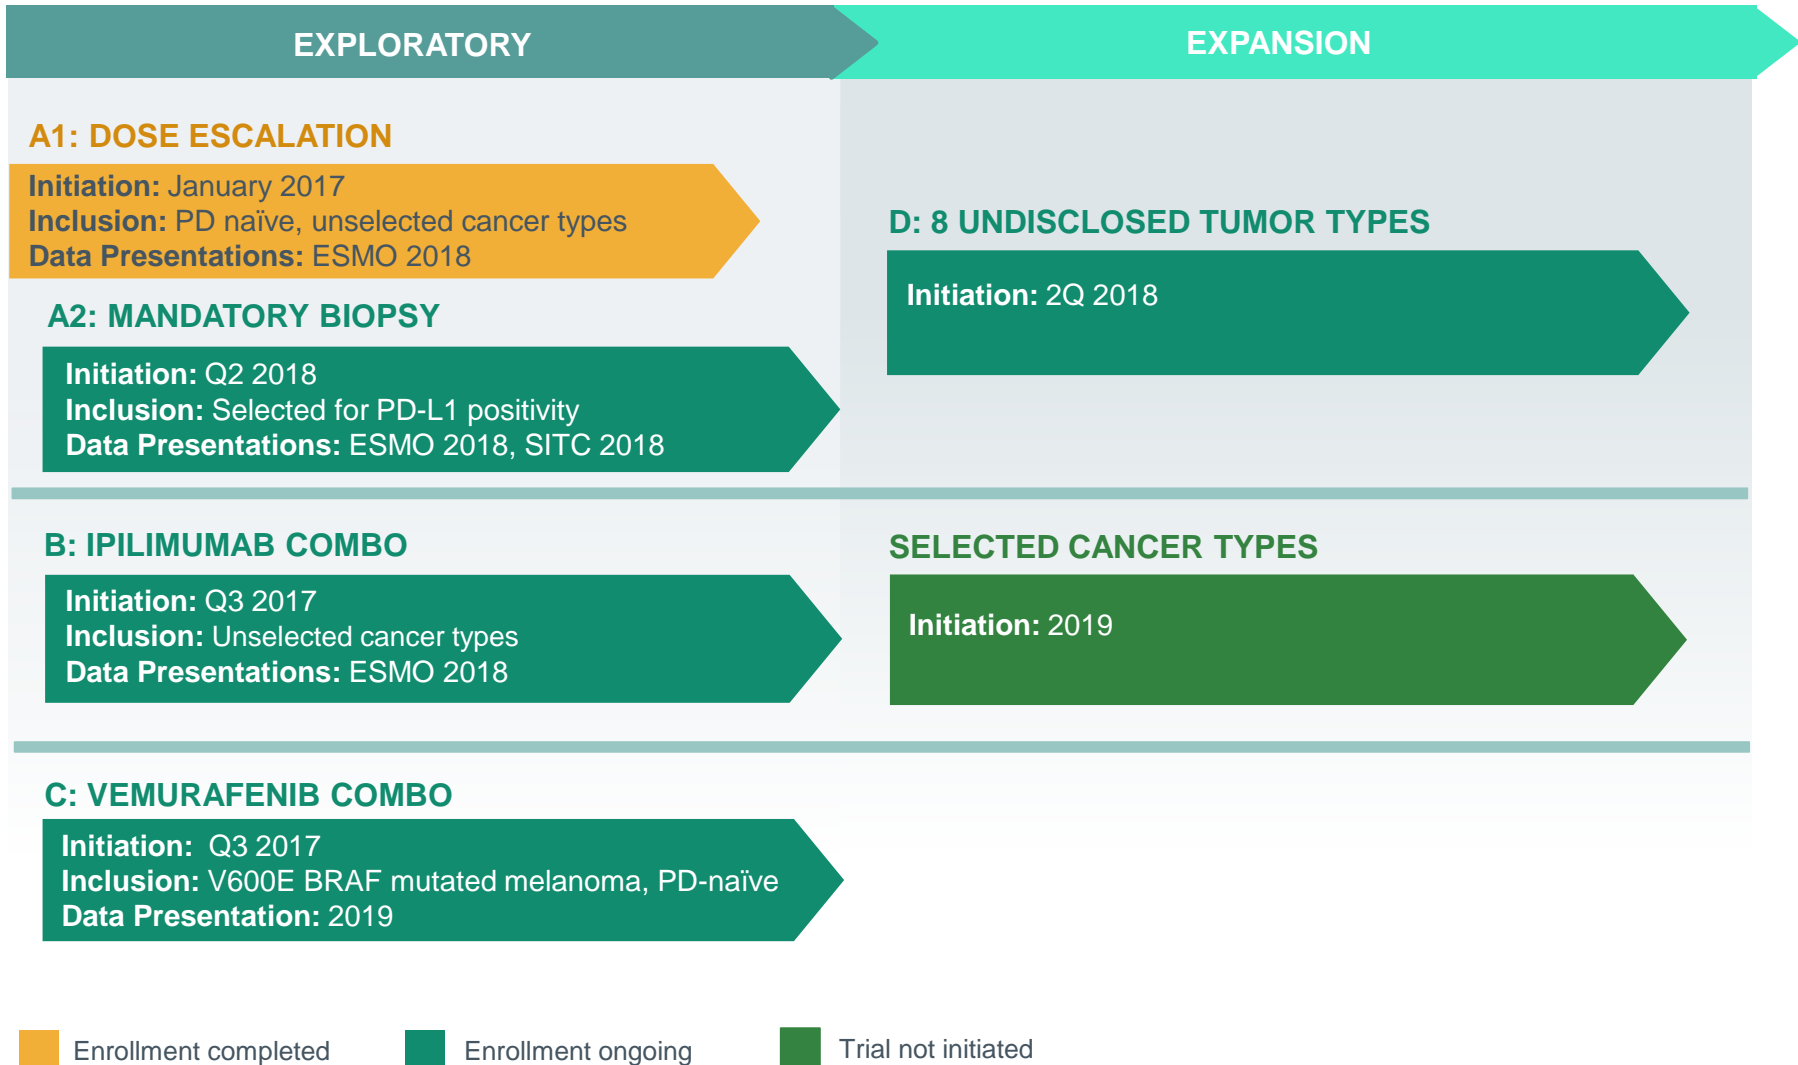 EXPLORATORY
EXPANSION
A1: DOSE ESCALATION
Initiation: January 2017
Inclusion: PD naïve, unselected cancer types
Data Presentations: ESMO 2018
A2: MANDATORY BIOPSY
Initiation: Q2 2018
Inclusion: Selected for PD-L1 positivity
Data Presentations: ESMO 2018, SITC 2018
D: 8 UNDISCLOSED TUMOR TYPES
Initiation: 2Q 2018
B: IPILIMUMAB COMBO
Initiation: Q3 2017
Inclusion: Unselected cancer types
Data Presentations: ESMO 2018
SELECTED CANCER TYPES
Initiation: 2019
C: VEMURAFENIB COMBO
Initiation: Q3 2017
Inclusion: V600E BRAF mutated melanoma, PD-naïve
Data Presentation: 2019
Enrollment completed
Enrollment ongoing
Trial not initiated